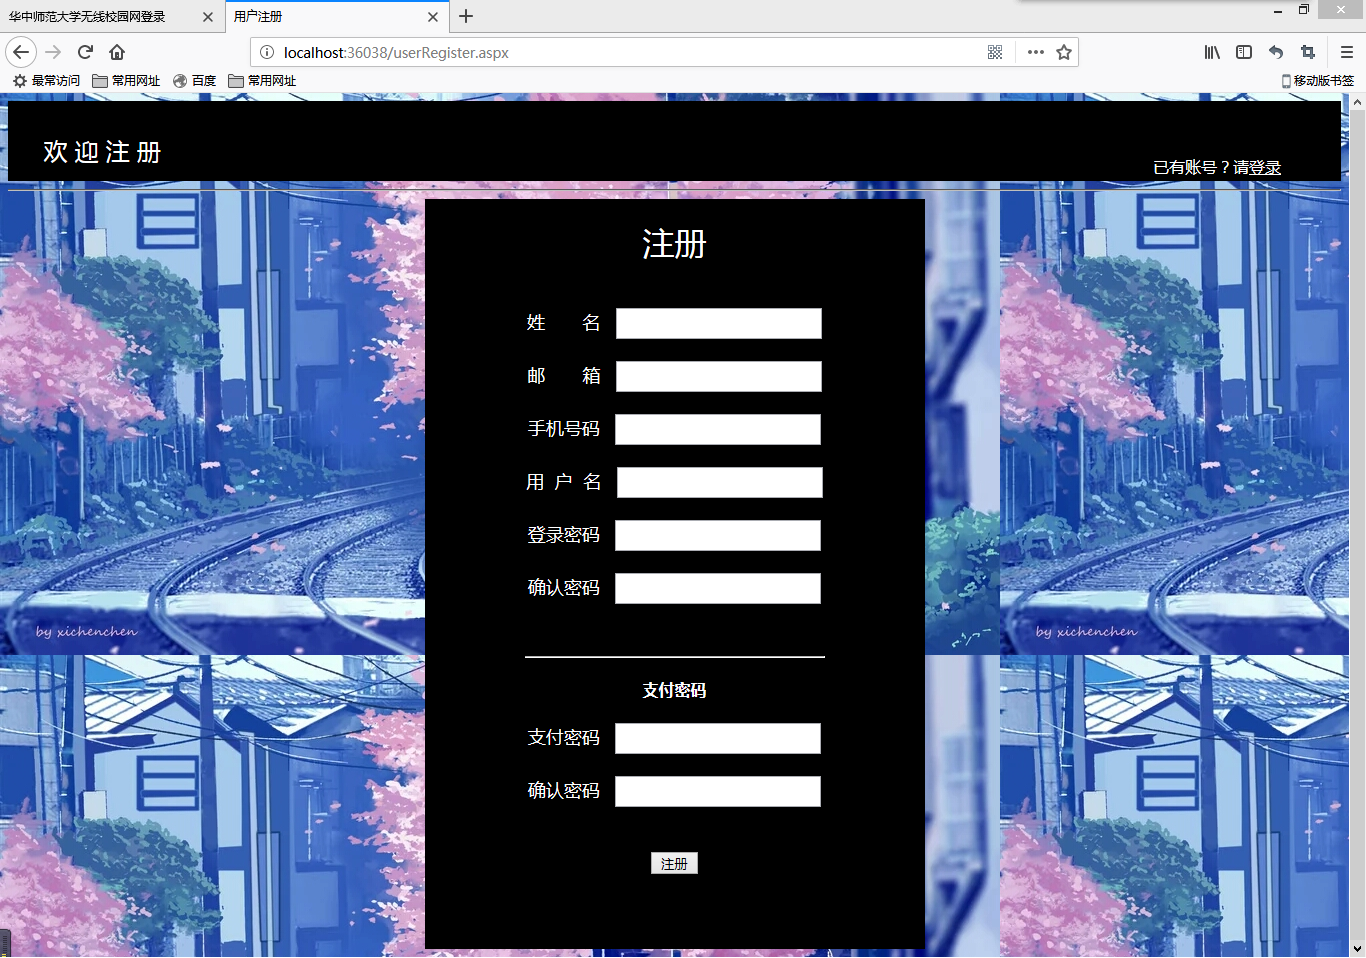 华中师范大学无线校园网登录
用户注册
localhost:36038/userRegister.aspx
最常访问 常用网址 百度 常用网址 移动版书签
欢迎注册
已有账号？请登录
注册
姓 名
邮 箱
手机号码
用 户 名
登录密码
确认密码
支付密码
支付密码
确认密码
注册
by xichenchen
by xichenchen